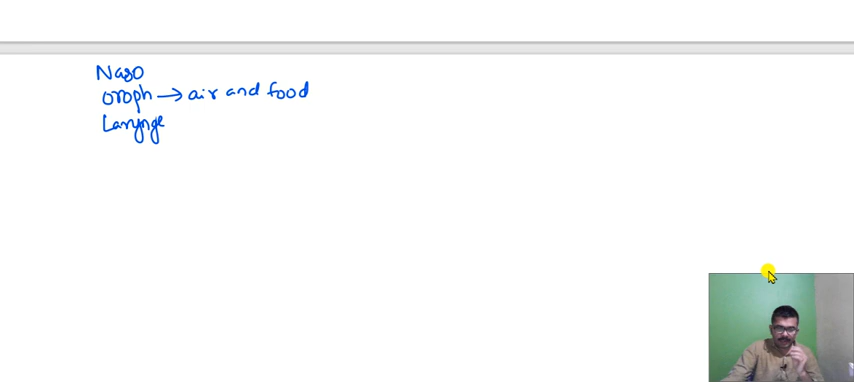 Naso
oroph → air and food
Larynge